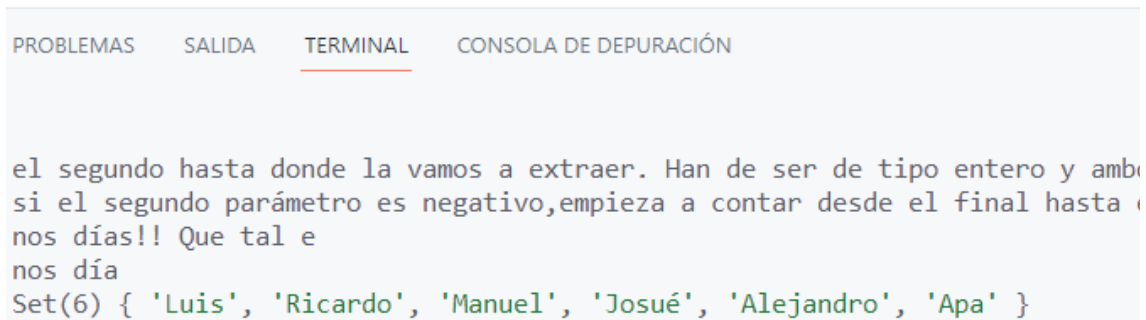 PROBLEMAS SALIDA TERMINAL CONSOLA DE DEPURACIÓN
el segundo hasta donde la vamos a extraer. Han de ser de tipo entero y
si el segundo parámetro es negativo,empieza a contar desde el final hasta
nos días!! Que tal e
nos día
Set(6) { 'Luis', 'Ricardo', 'Manuel', 'Josué', 'Alejandro', 'Apa' }